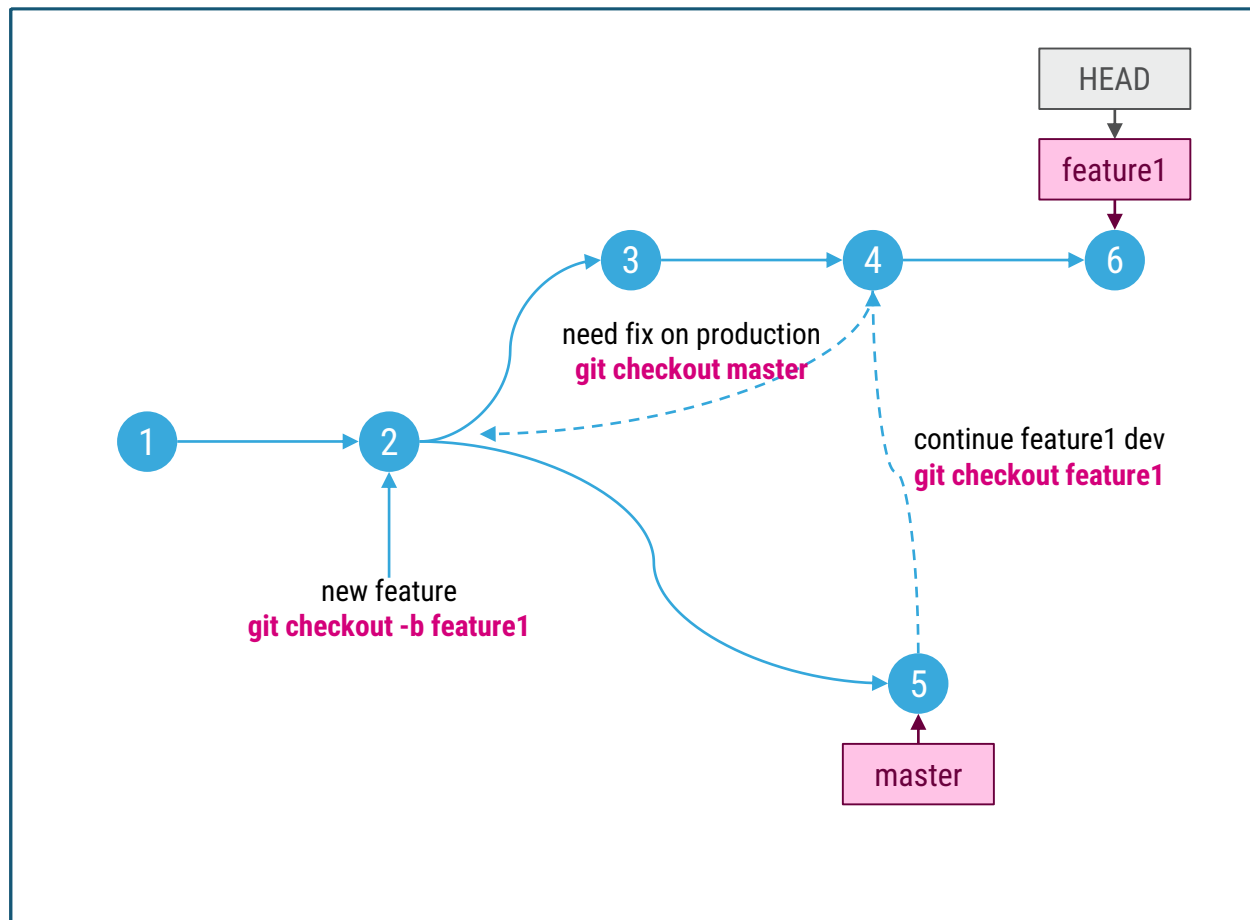 HEAD
feature1
3
4
6
need fix on production
git checkout master
1
2
continue feature1 dev
git checkout feature1
new feature
git checkout -b feature1
5
master